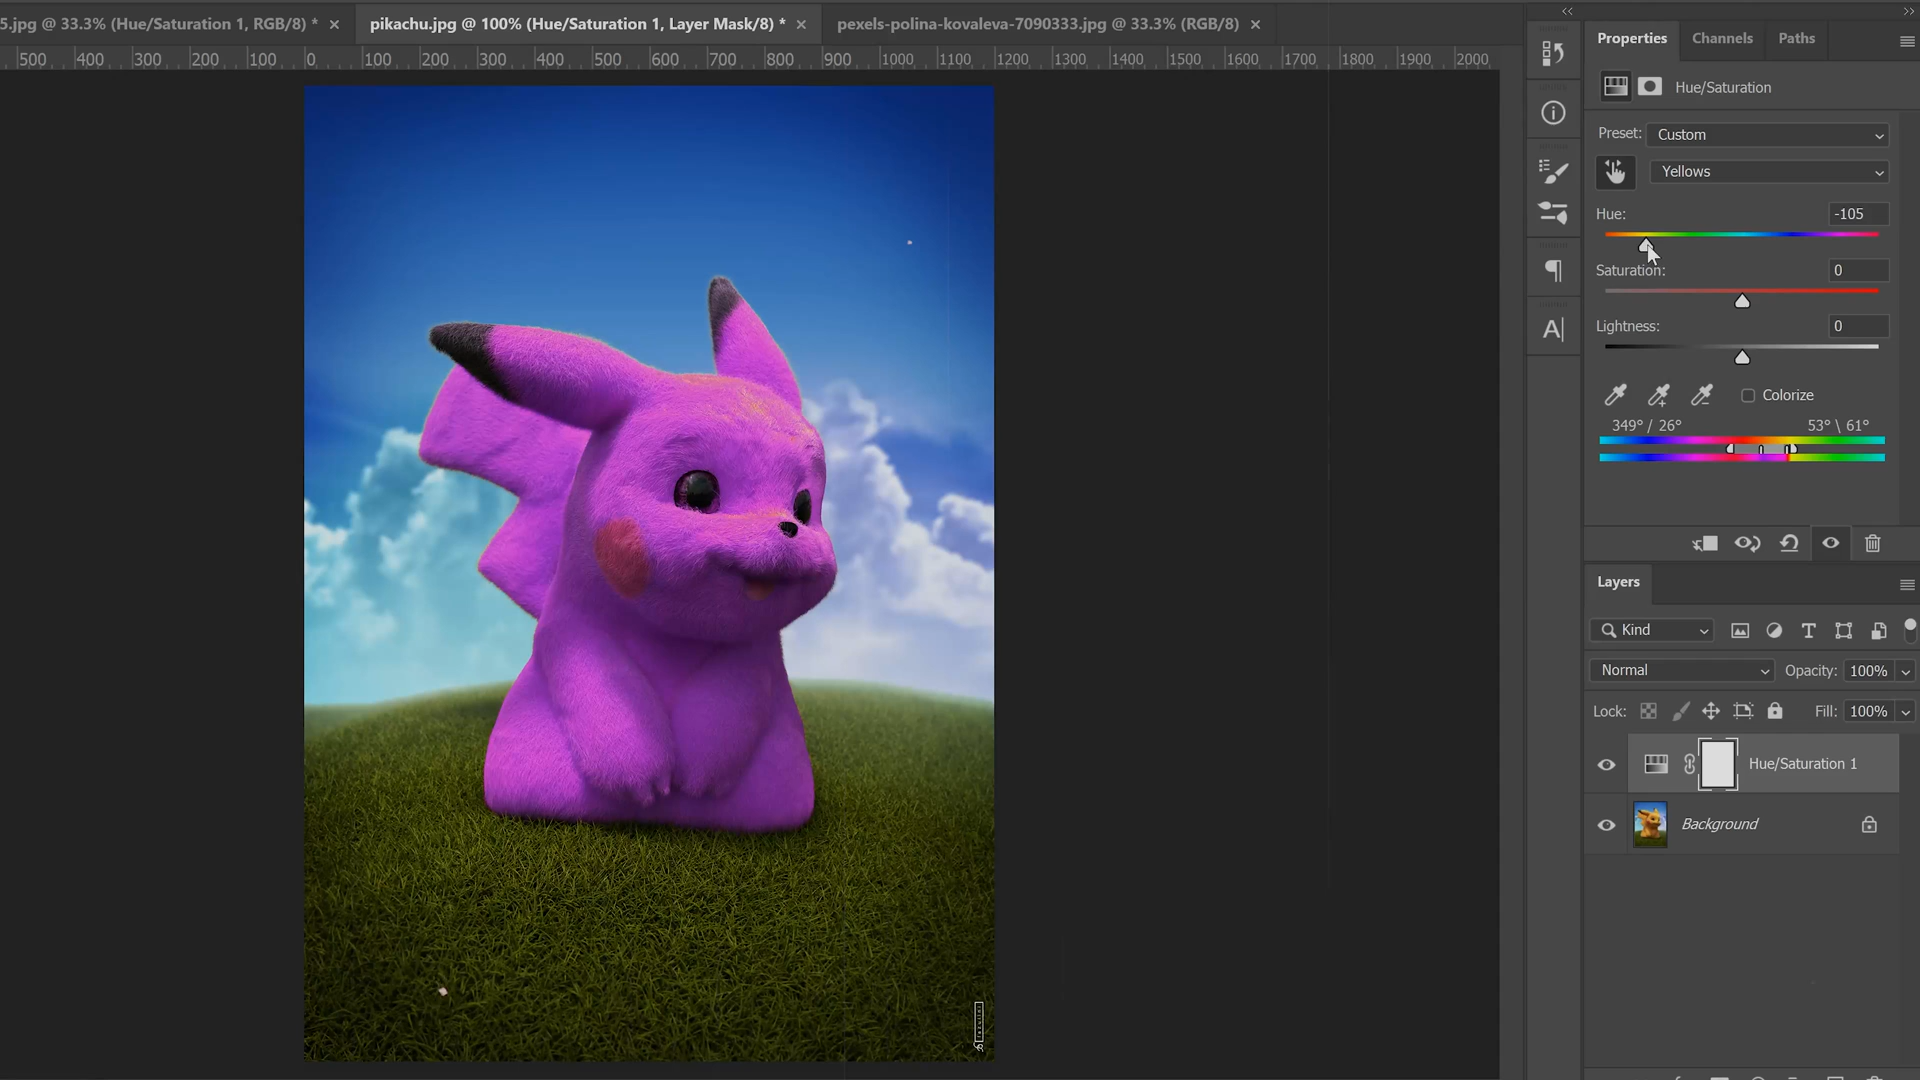 5.jpg @ 33.3% (Hue/Saturation 1, RGB/8) *
pikachu.jpg @ 100% (Hue/Saturation 1, Layer Mask/8) *
pexels-polina-kovaleva-7090333.jpg @ 33.3% (RGB/8)
500 400 300 200 100 0 100 200 300 400 500 600 700 800 900 1000 1100 1200 1300 1400 1500 1600 1700 1800 1900 2000
Properties Channels Paths
Hue/Saturation
Preset: Custom
Yellows
Hue: -105
Saturation: 0
Lightness: 0
Colorize
349° / 26° 53° \ 61°
Layers
Kind
Normal Opacity: 100%
Lock: Fill: 100%
Hue/Saturation 1
Background